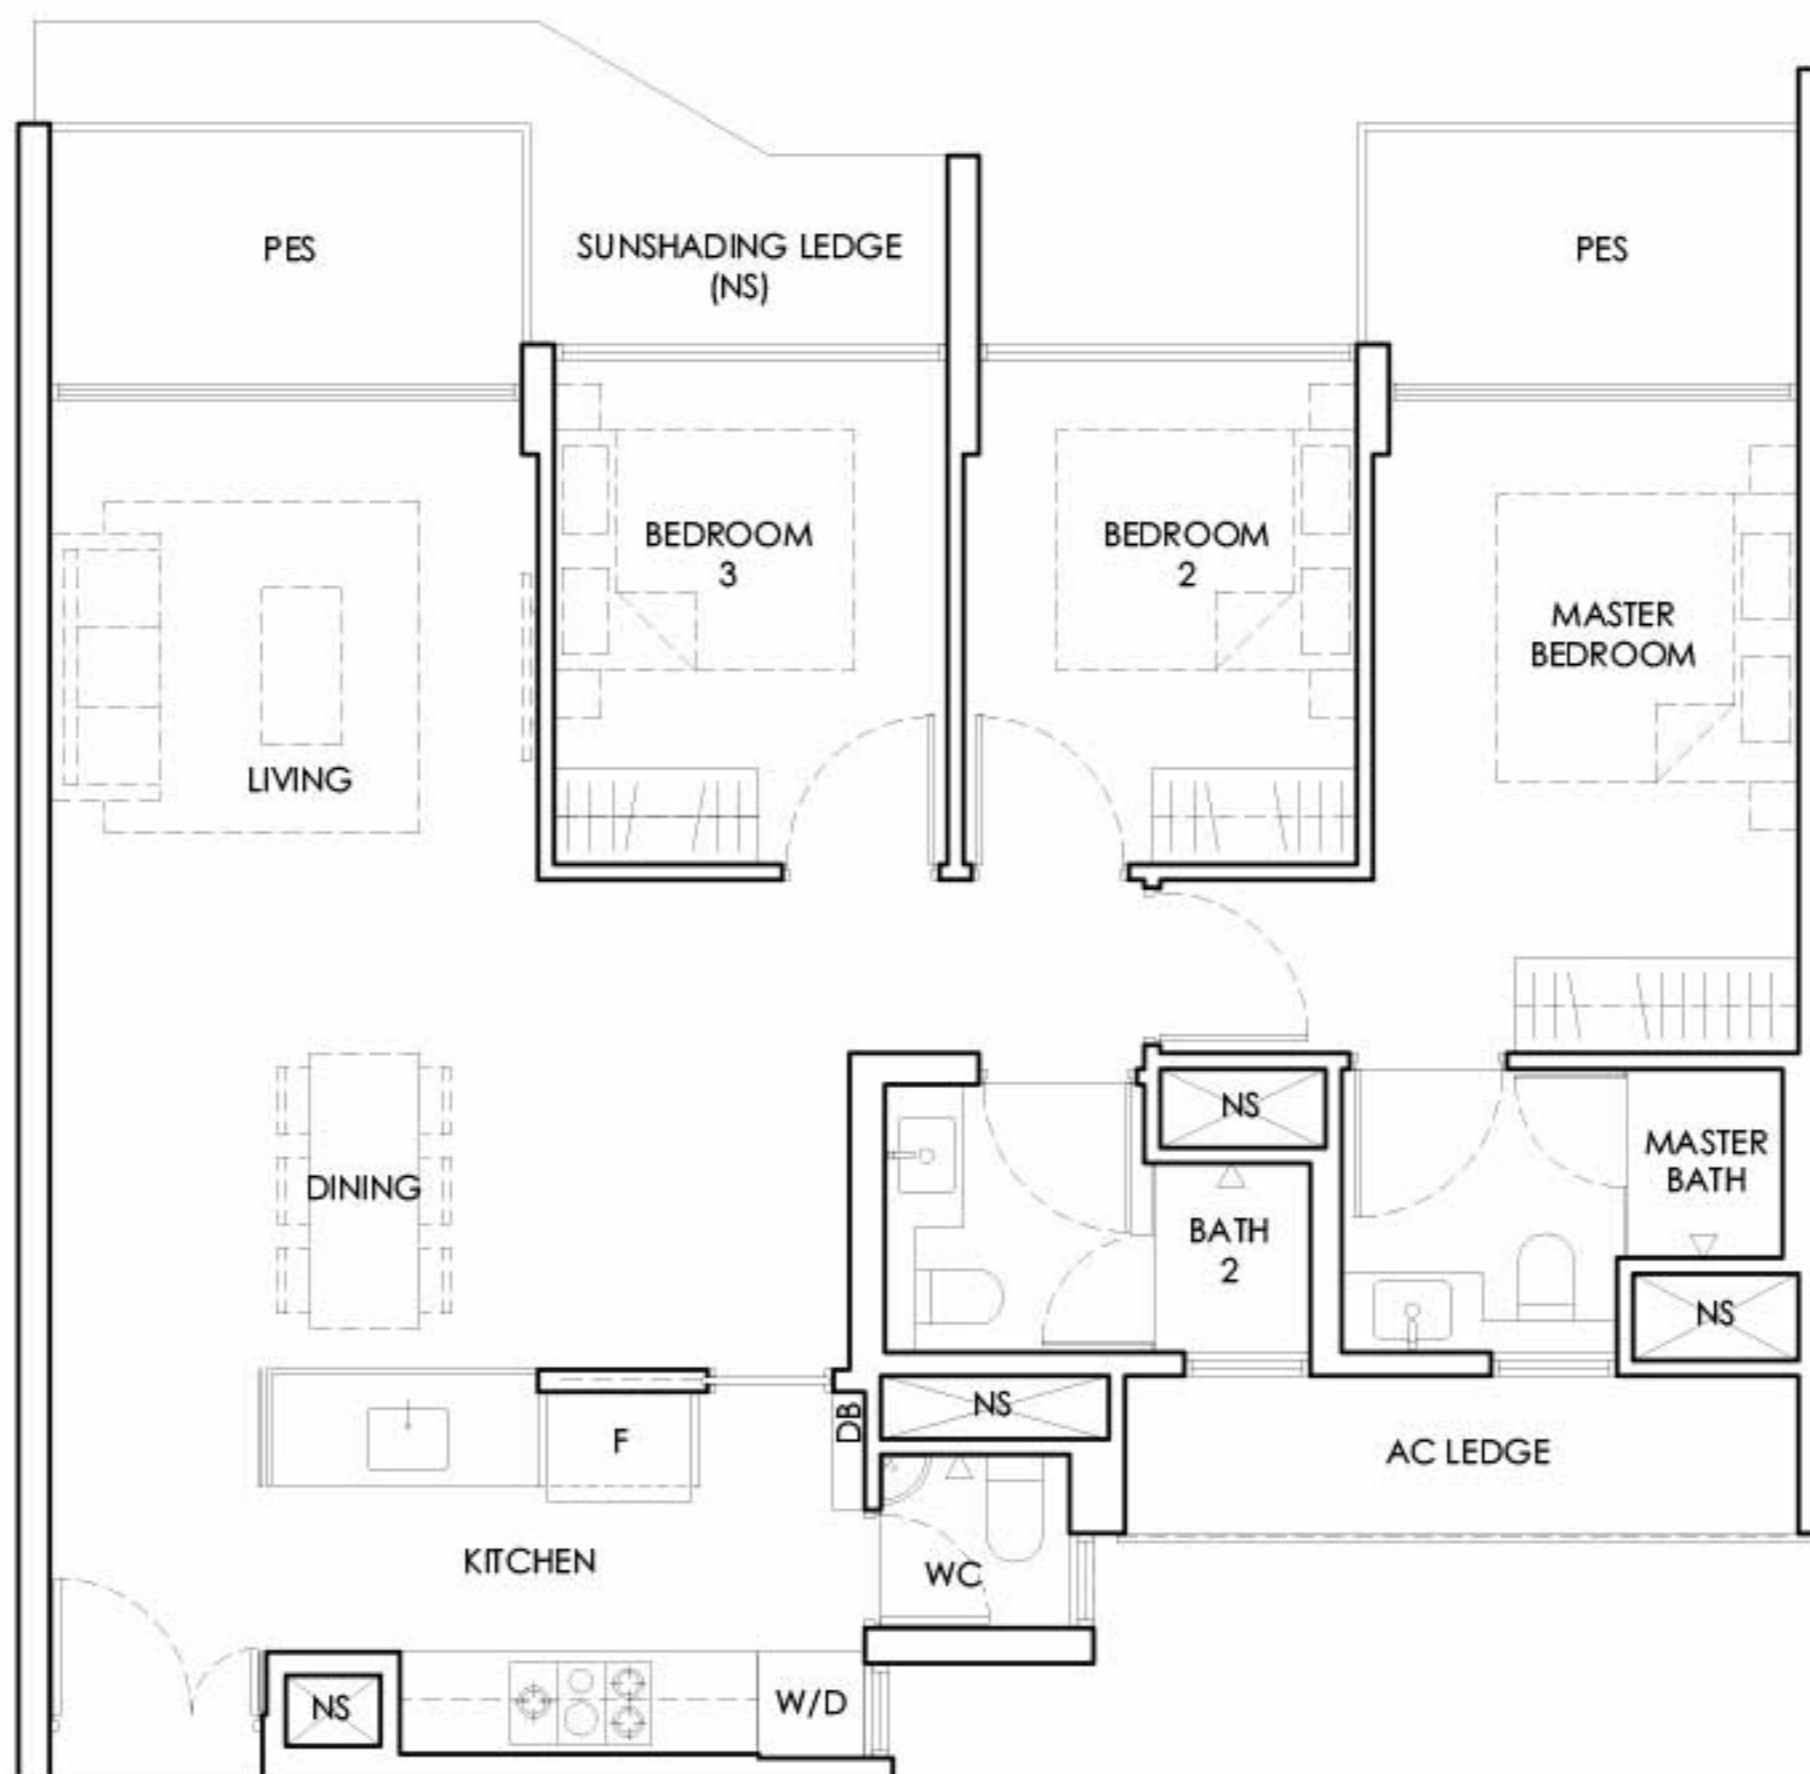 PES
SUNSHADING LEDGE
(NS)
PES
BEDROOM
3
BEDROOM
2
MASTER
BEDROOM
LIVING
NS
MASTER
BATH
DINING
BATH
2
NS
NS
DB
F
AC LEDGE
KITCHEN
WC
NS
W/D